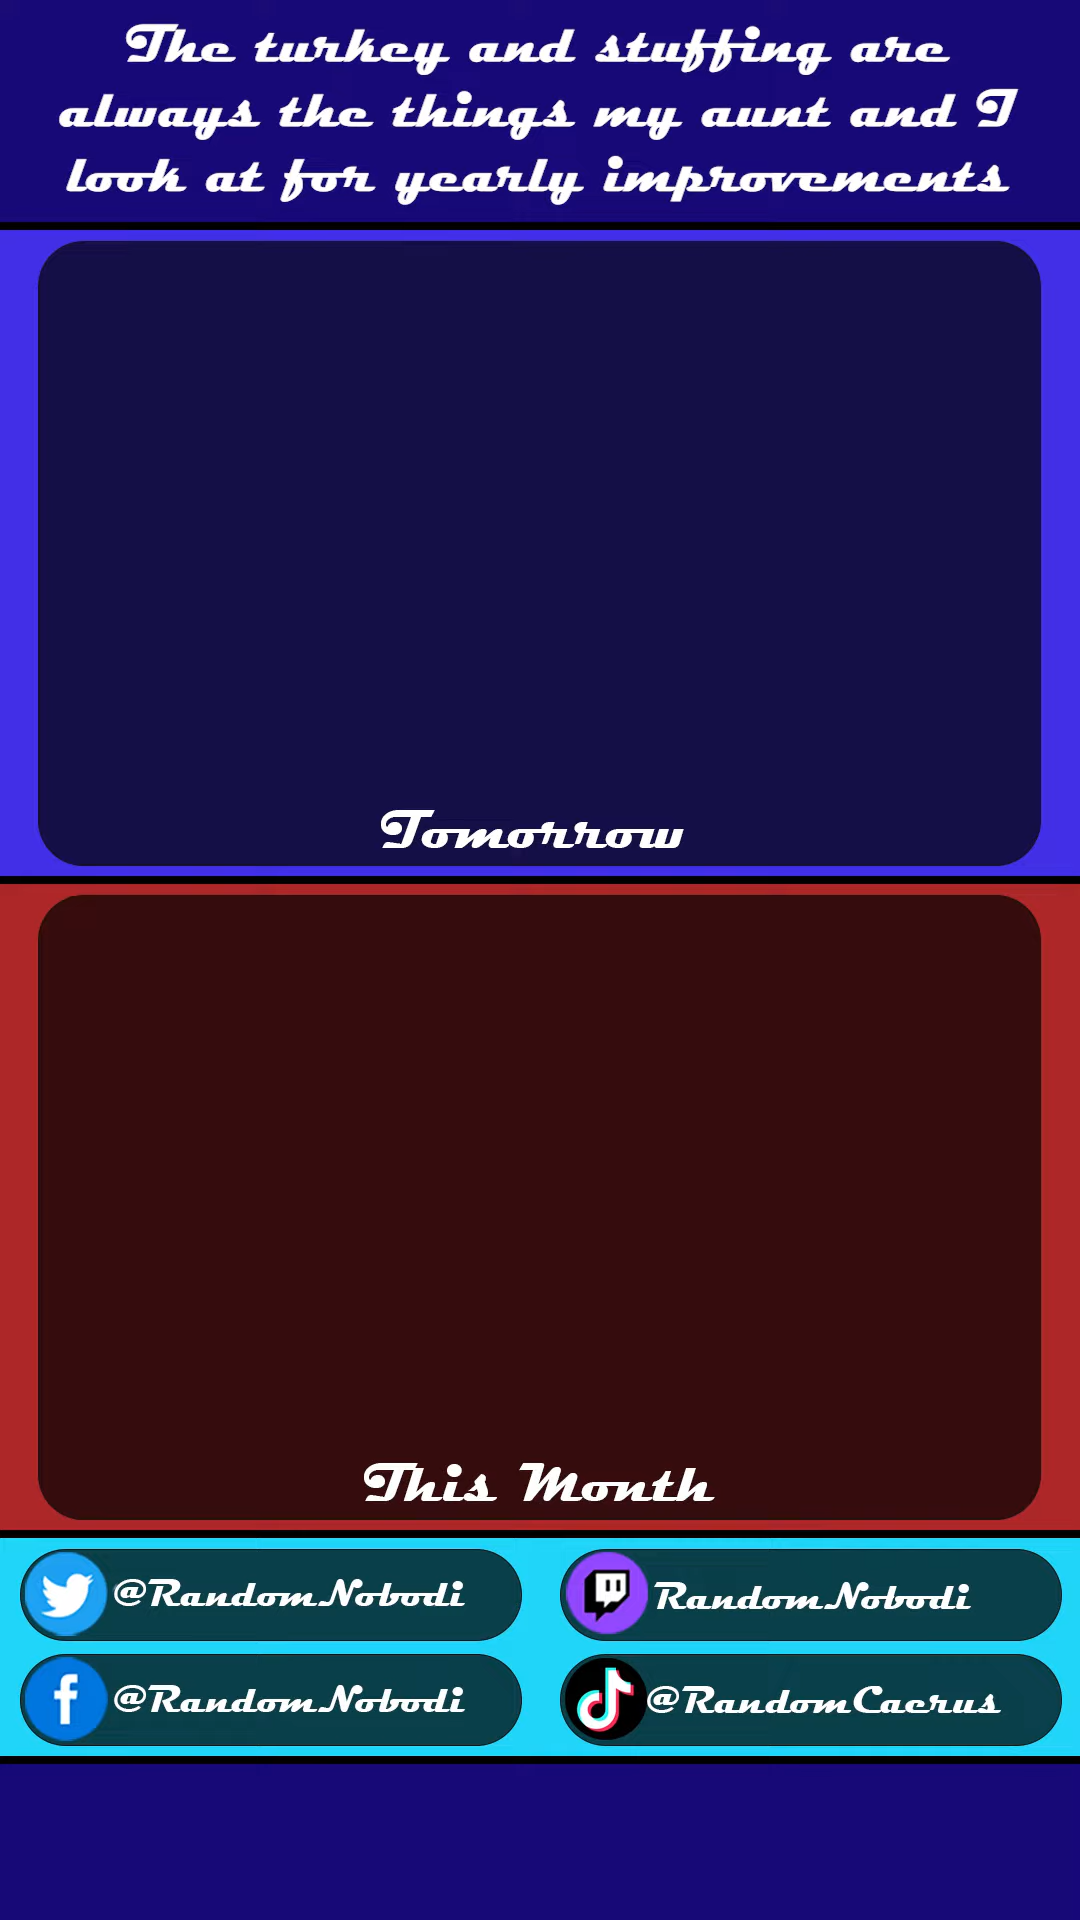 The turkey and stuffing are
always the things my aunt and I
look at for yearly improvements
Tomorrow
This Month
@RandomNobodi
RandomNobodi
@RandomNobodi
@RandomCaerus